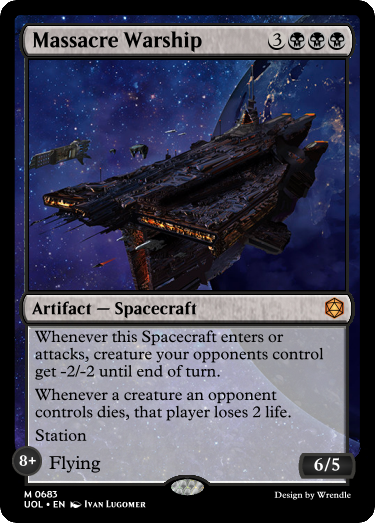 Massacre Warship 3
Artifact — Spacecraft
Whenever this Spacecraft enters or
attacks, creature your opponents control
get -2/-2 until end of turn.
Whenever a creature an opponent
controls dies, that player loses 2 life.
Station
8+ Flying
6/5
M 0683
UOL • EN Ivan Lugomer
Design by Wrendle